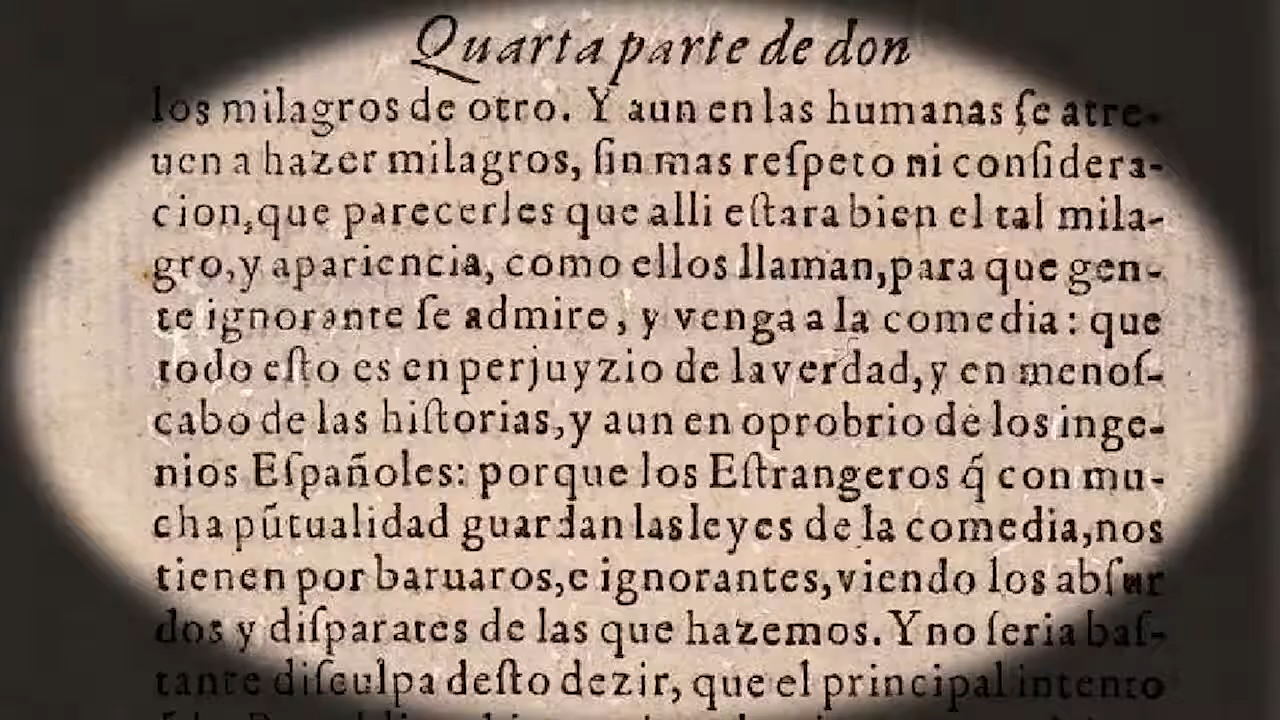 Quarta parte de don
los milagros de otro. Y aun en las humanas ſe atre-
uen a hazer milagros, ſin mas reſpeto ni conſidera-
cion,que parecerles que alli eſtara bien el tal mila-
gro,y apariencia, como ellos llaman,para que gen-
te ignorante ſe admire, y venga a la comedia: que
todo eſto es en perjuyzio de la verdad,y en menoſ-
cabo de las hiſtorias,y aun en oprobrio de los inge-
nios Eſpañoles: porque los Eſtrangeros q́ con mu-
cha pũtualidad guardan las leyes de la comedia,nos
tienen por baruaros,e ignorantes,viendo los abſur
dos y diſparates de las que hazemos. Y no ſeria baſ-
tante diſculpa deſto dezir, que el principal intento